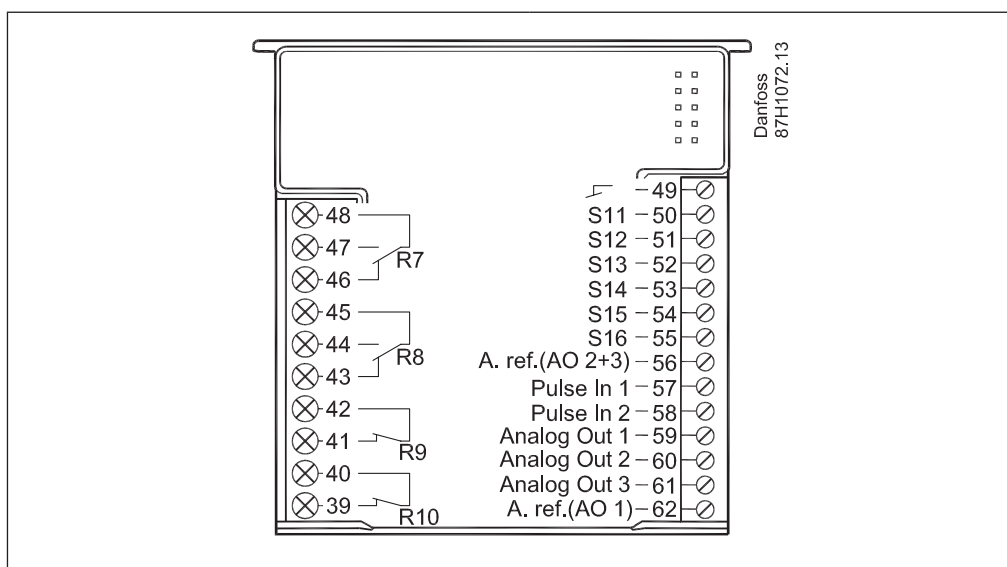 Danfoss
87H1072.13
48
47
R7
46
45
44
R8
43
42
41
R9
40
39
R10
49
S11 50
S12 51
S13 52
S14 53
S15 54
S16 55
A. ref.(AO 2+3) 56
Pulse In 1 57
Pulse In 2 58
Analog Out 1 59
Analog Out 2 60
Analog Out 3 61
A. ref.(AO 1) 62